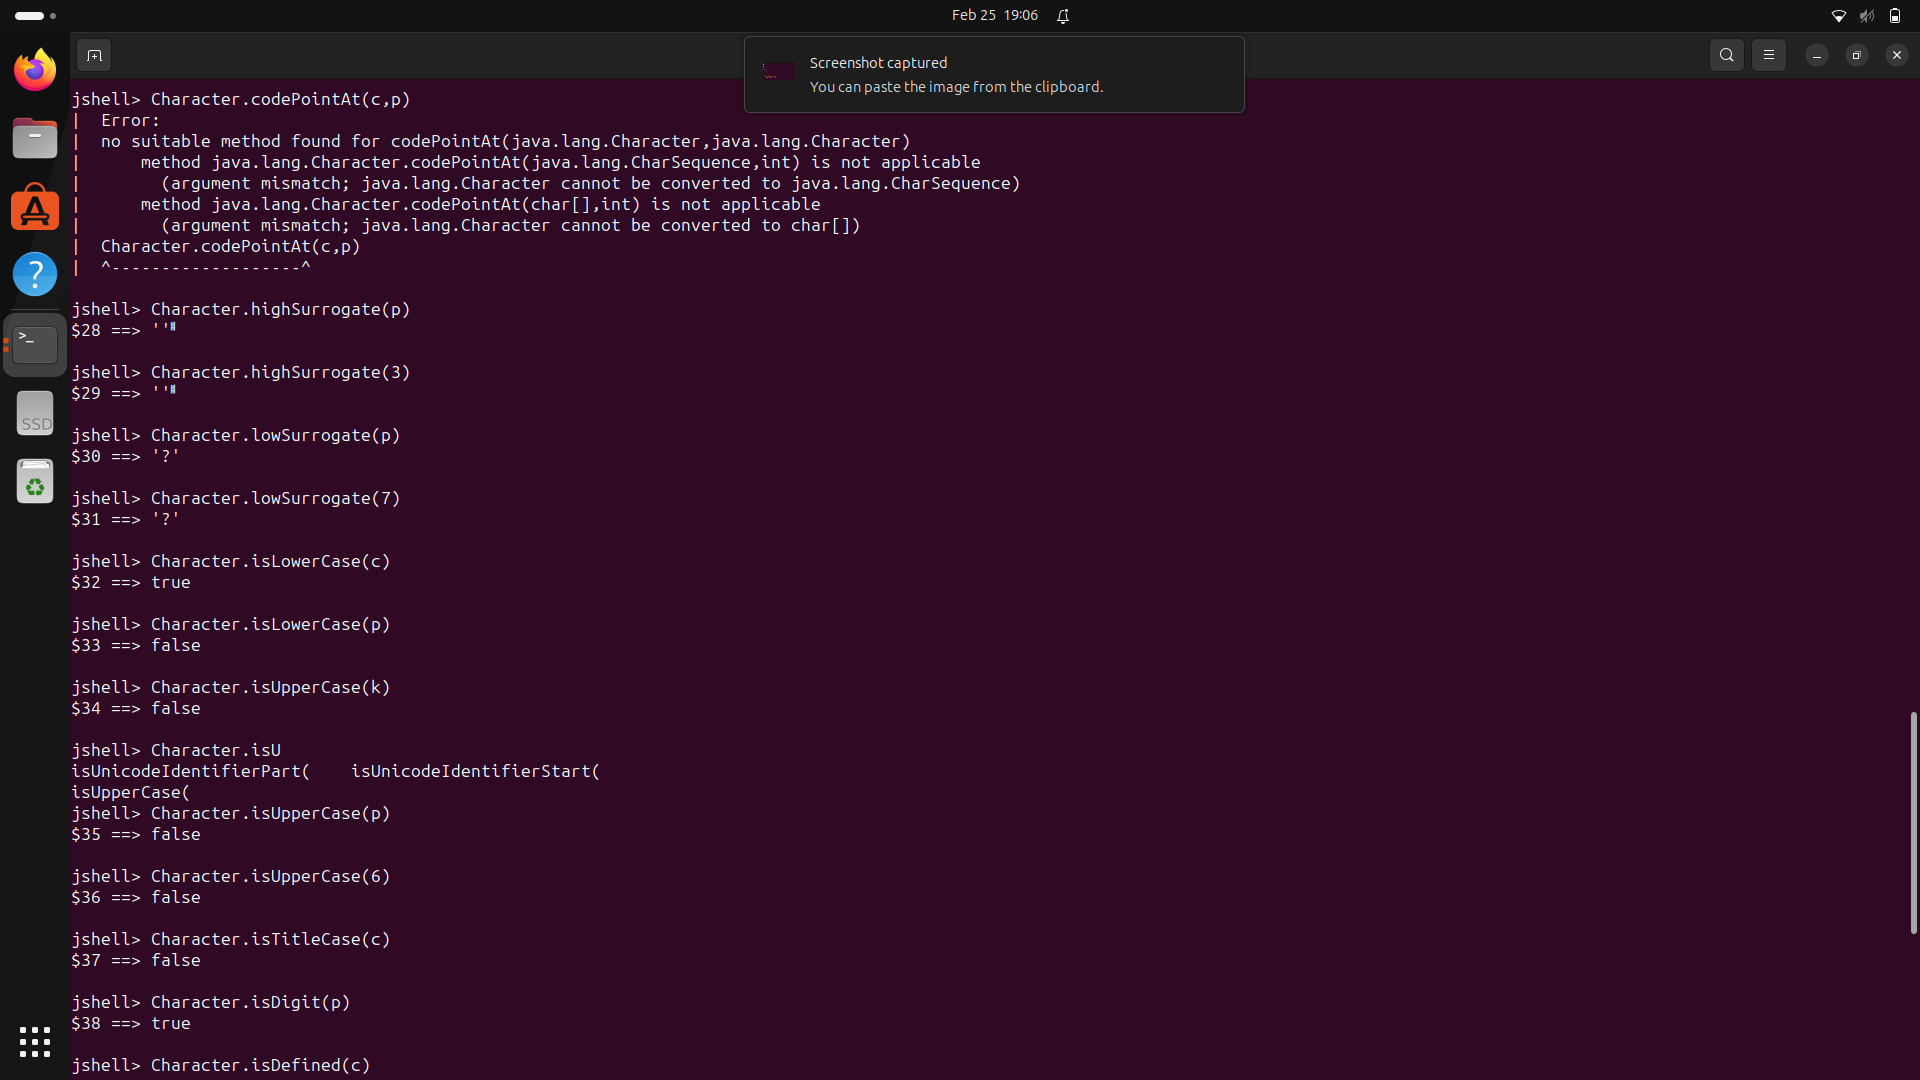 Feb 25 19:06
Screenshot captured
You can paste the image from the clipboard.
jshell> Character.codePointAt(c,p)
|  Error:
|  no suitable method found for codePointAt(java.lang.Character,java.lang.Character)
|      method java.lang.Character.codePointAt(java.lang.CharSequence,int) is not applicable
|        (argument mismatch; java.lang.Character cannot be converted to java.lang.CharSequence)
|      method java.lang.Character.codePointAt(char[],int) is not applicable
|        (argument mismatch; java.lang.Character cannot be converted to char[])
|  Character.codePointAt(c,p)
|  ^-------------------^
jshell> Character.highSurrogate(p)
$28 ==> ''
jshell> Character.highSurrogate(3)
$29 ==> ''
jshell> Character.lowSurrogate(p)
$30 ==> '?'
jshell> Character.lowSurrogate(7)
$31 ==> '?'
jshell> Character.isLowerCase(c)
$32 ==> true
jshell> Character.isLowerCase(p)
$33 ==> false
jshell> Character.isUpperCase(k)
$34 ==> false
jshell> Character.isU
isUnicodeIdentifierPart(    isUnicodeIdentifierStart(
isUpperCase(
jshell> Character.isUpperCase(p)
$35 ==> false
jshell> Character.isUpperCase(6)
$36 ==> false
jshell> Character.isTitleCase(c)
$37 ==> false
jshell> Character.isDigit(p)
$38 ==> true
jshell> Character.isDefined(c)
SSD